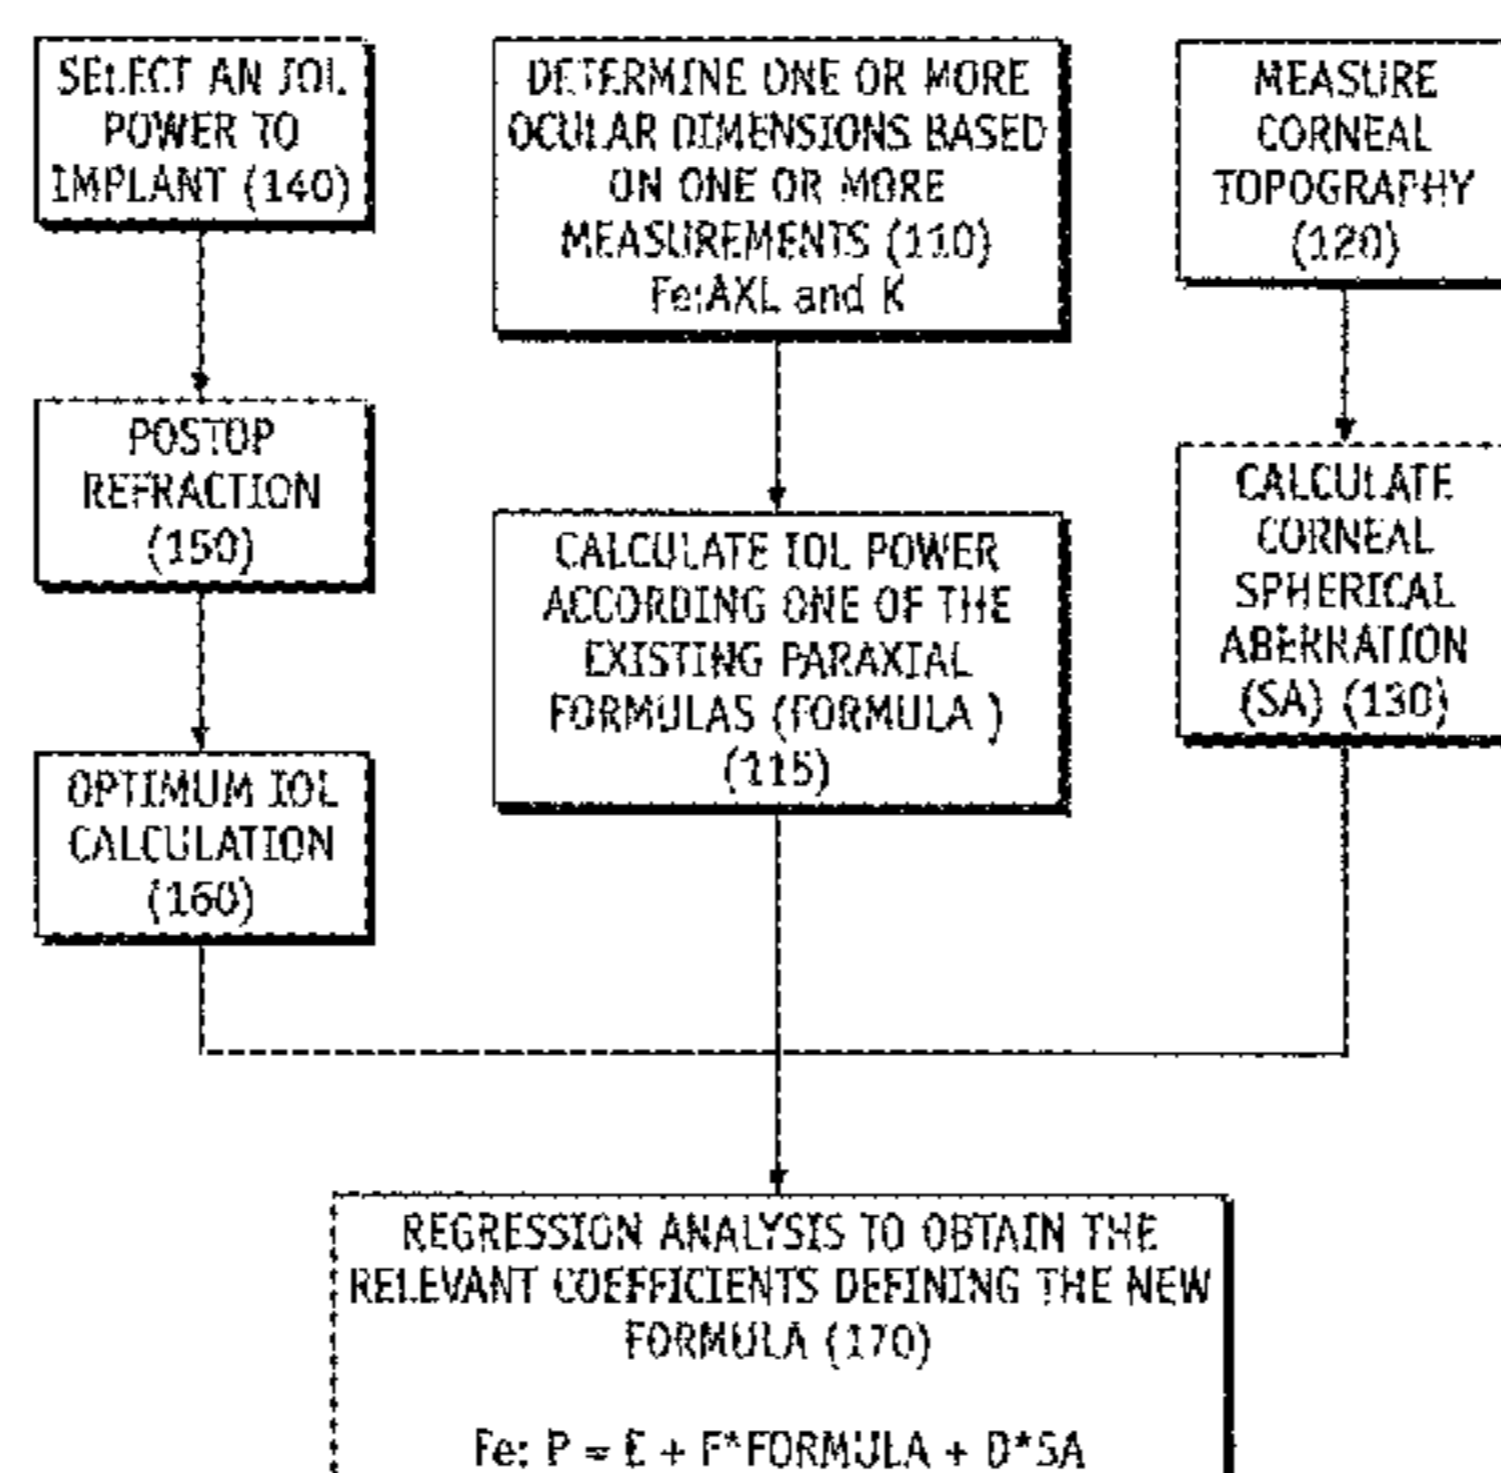 SELECT AN IOL
POWER TO
IMPLANT (140)
POSTOP
REFRACTION
(150)
OPTIMUM IOL
CALCULATION
(160)
DETERMINE ONE OR MORE
OCULAR DIMENSIONS BASED
ON ONE OR MORE
MEASUREMENTS (110)
Fe:AXL and K
CALCULATE IOL POWER
ACCORDING ONE OF THE
EXISTING PARAXIAL
FORMULAS (FORMULA )
(115)
MEASURE
CORNEAL
TOPOGRAPHY
(120)
CALCULATE
CORNEAL
SPHERICAL
ABERRATION
(SA) (130)
REGRESSION ANALYSIS TO OBTAIN THE
RELEVANT COEFFICIENTS DEFINING THE NEW
FORMULA (170)
Fe: P = E + F*FORMULA + D*SA